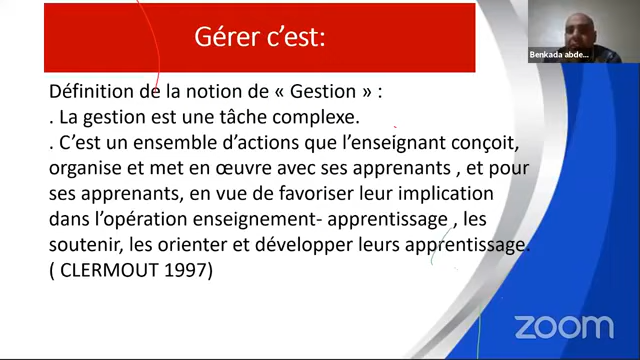 Gérer c’est:
Benkada abde...
Définition de la notion de « Gestion » :
. La gestion est une tâche complexe.
. C’est un ensemble d’actions que l’enseignant conçoit,
organise et met en œuvre avec ses apprenants , et pour
ses apprenants, en vue de favoriser leur implication
dans l’opération enseignement- apprentissage , les
soutenir, les orienter et développer leurs apprentissage.
( CLERMOUT 1997)
zoom